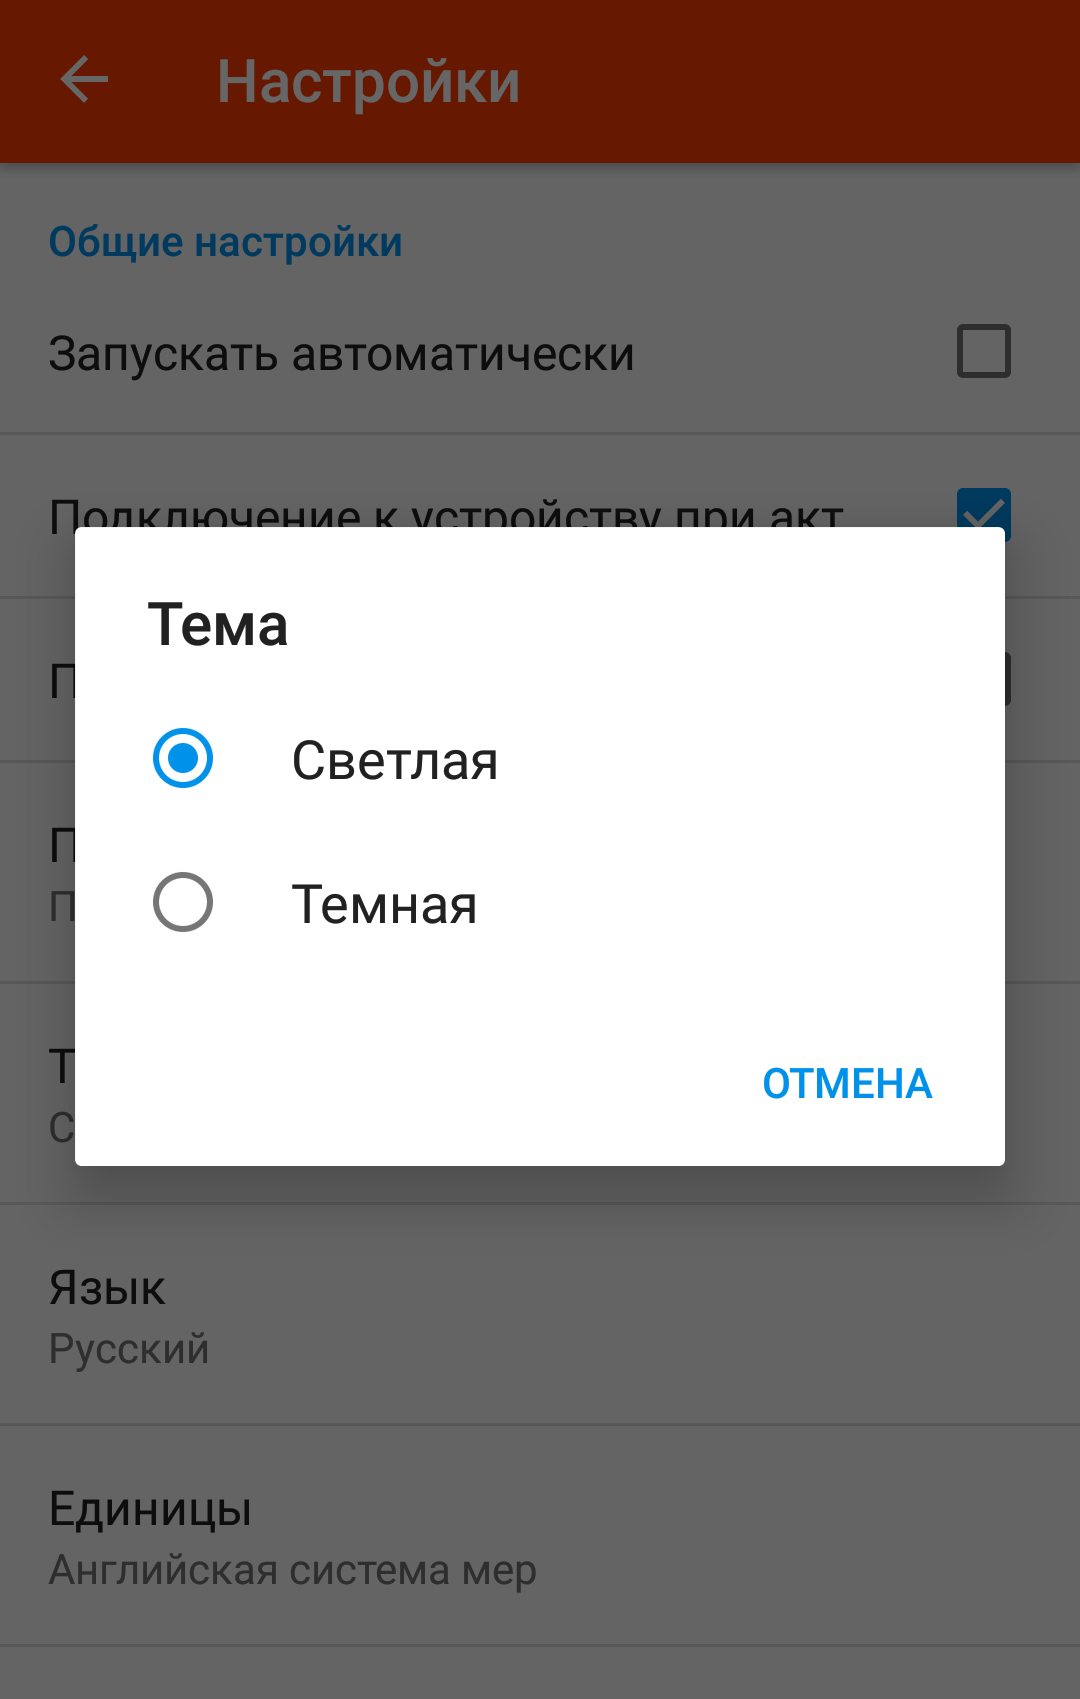 Настройки
Общие настройки
Запускать автоматически
Подключение к устройству при акт
Тема
Светлая
Темная
ОТМЕНА
Язык
Русский
Единицы
Английская система мер